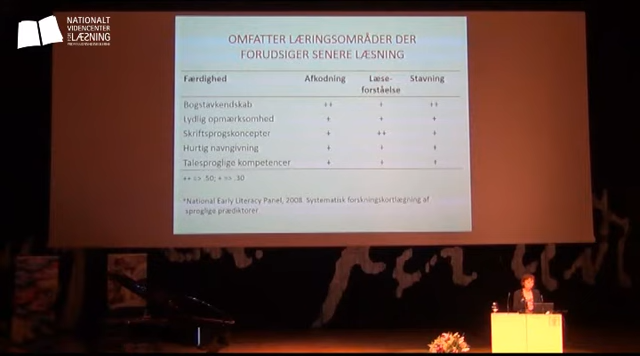 NATIONALT
VIDENCENTER
FOR LÆSNING
OMFATTER LÆRINGSOMRÅDER DER
FORUDSIGER SENERE LÆSNING
Færdighed Afkodning Læse-forståelse Stavning
Bogstavkendskab ++ + ++
Lydlig opmærksomhed + + +
Skriftsprogskoncepter + ++ +
Hurtig navngivning + + +
Talesproglige kompetencer + + +
++ => .50; + => .30
*National Early Literacy Panel, 2008. Systematisk forskningskortlægning af
sproglige prædiktorer